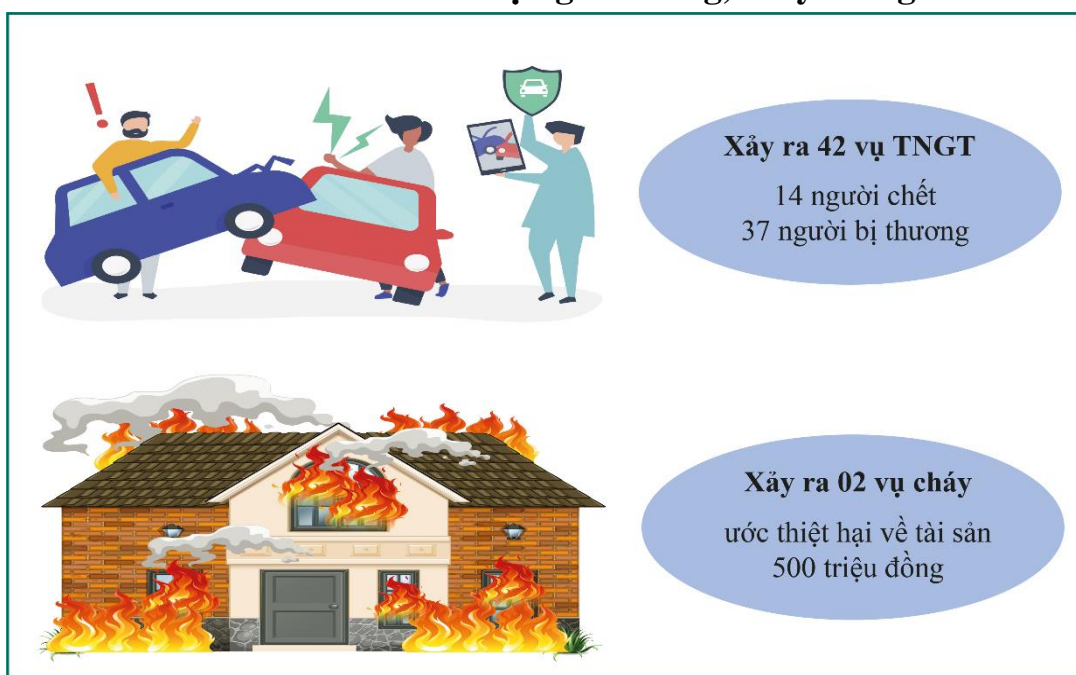 Xảy ra 42 vụ TNGT
14 người chết
37 người bị thương
Xảy ra 02 vụ cháy
ước thiệt hại về tài sản
500 triệu đồng